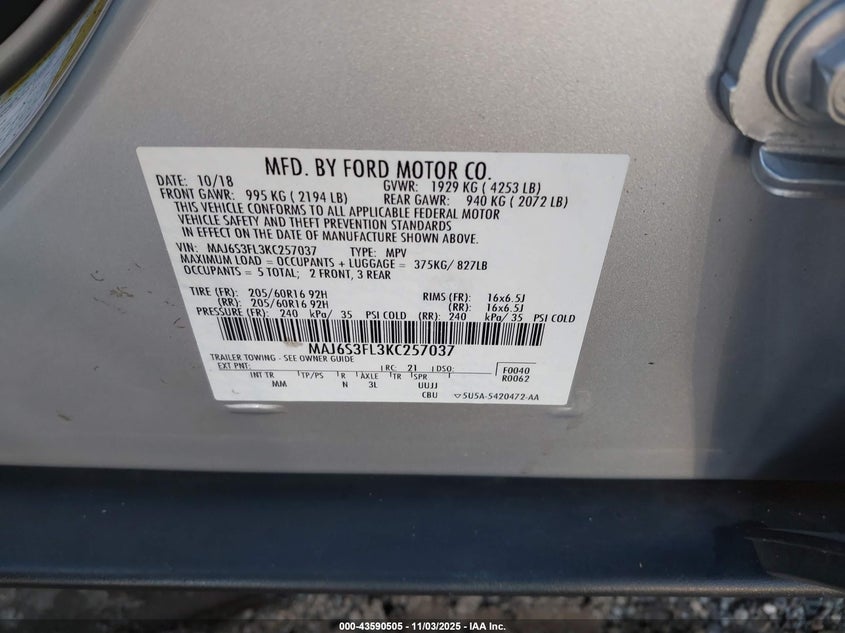 MFD. BY FORD MOTOR CO.
DATE: 10/18 GVWR: 1929 KG ( 4253 LB)
FRONT GAWR: 995 KG ( 2194 LB) REAR GAWR: 940 KG ( 2072 LB)
THIS VEHICLE CONFORMS TO ALL APPLICABLE FEDERAL MOTOR
VEHICLE SAFETY AND THEFT PREVENTION STANDARDS
IN EFFECT ON THE DATE OF MANUFACTURE SHOWN ABOVE.
VIN: MAJ6S3FL3KC257037 TYPE: MPV
MAXIMUM LOAD = OCCUPANTS + LUGGAGE = 375KG/ 827LB
OCCUPANTS = 5 TOTAL; 2 FRONT, 3 REAR
TIRE (FR): 205/60R16 92H RIMS (FR): 16x6.5J
(RR): 205/60R16 92H (RR): 16x6.5J
PRESSURE (FR): 240 kPa/ 35 PSI COLD (RR): 240 kPa/ 35 PSI COLD
MAJ6S3FL3KC257037
TRAILER TOWING - SEE OWNER GUIDE
EXT PNT: RC: 21 DSO: F0040
INT TR TP/PS R AXLE TR SPR R0062
MM N 3L UUJJ
CBU 5U5A-5420472-AA
000-43590505 - 11/03/2025 - IAA Inc.